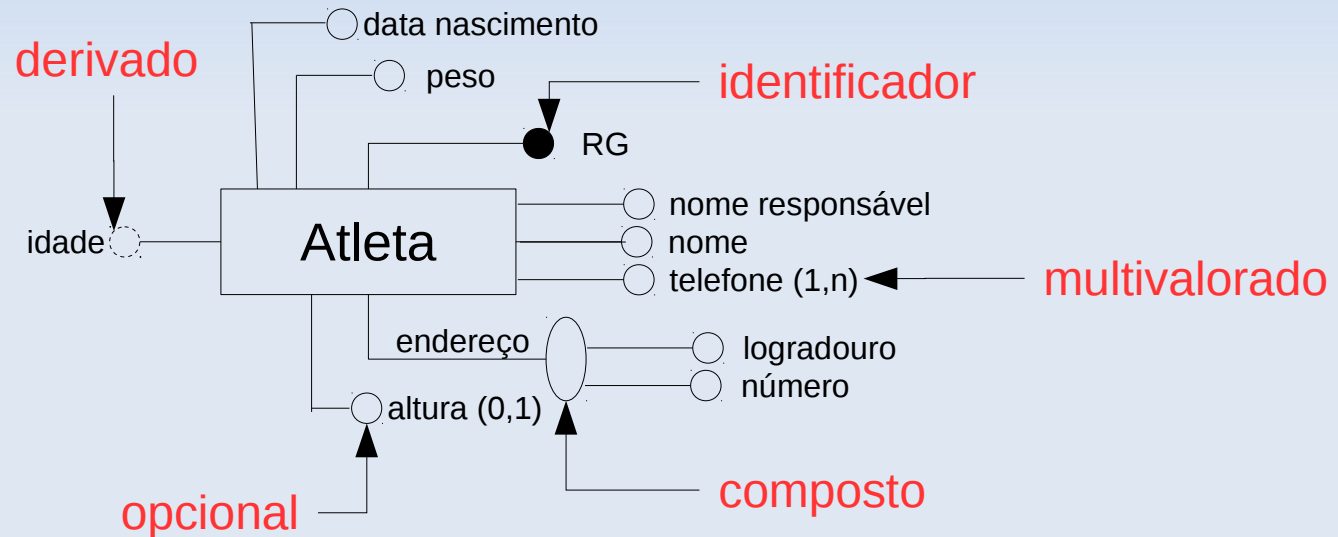 data nascimento
derivado
peso
identificador
RG
nome responsável
idade
Atleta
nome
telefone (1,n)
multivalorado
endereço
logradouro
número
altura (0,1)
composto
opcional